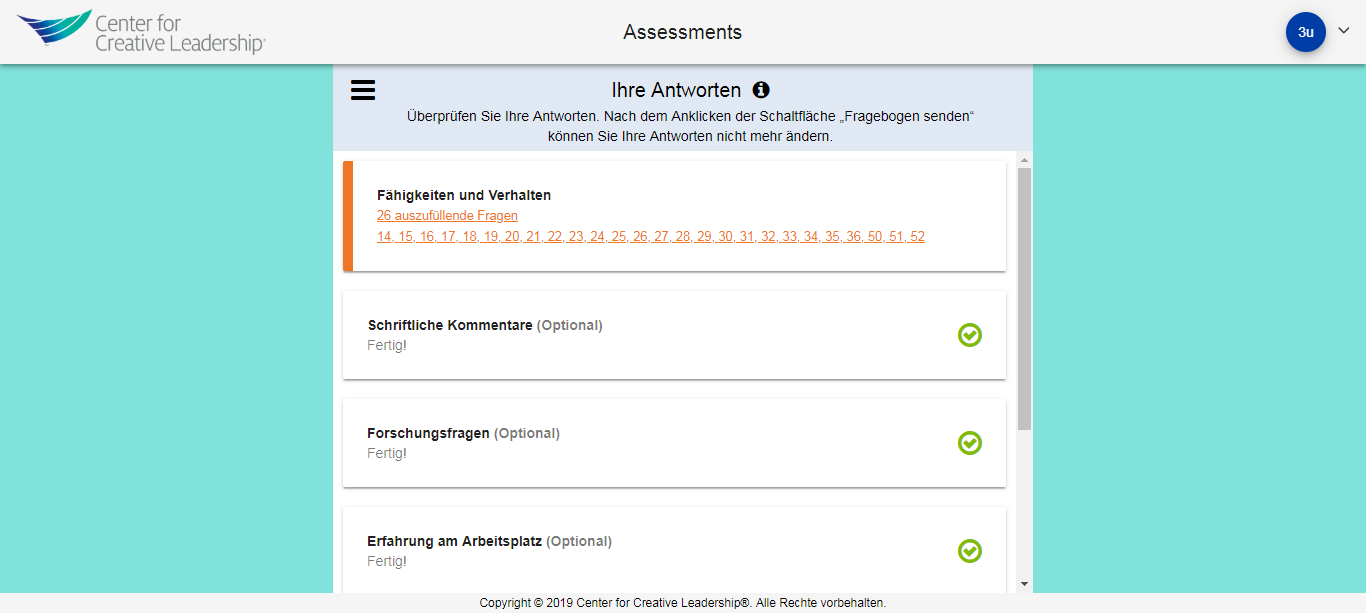 Center for
Creative Leadership®
Assessments
3u
Ihre Antworten
Überprüfen Sie Ihre Antworten. Nach dem Anklicken der Schaltfläche „Fragebogen senden“
können Sie Ihre Antworten nicht mehr ändern.
Fähigkeiten und Verhalten
26 auszufüllende Fragen
14, 15, 16, 17, 18, 19, 20, 21, 22, 23, 24, 25, 26, 27, 28, 29, 30, 31, 32, 33, 34, 35, 36, 50, 51, 52
Schriftliche Kommentare (Optional)
Fertig!
Forschungsfragen (Optional)
Fertig!
Erfahrung am Arbeitsplatz (Optional)
Fertig!
Copyright © 2019 Center for Creative Leadership®. Alle Rechte vorbehalten.